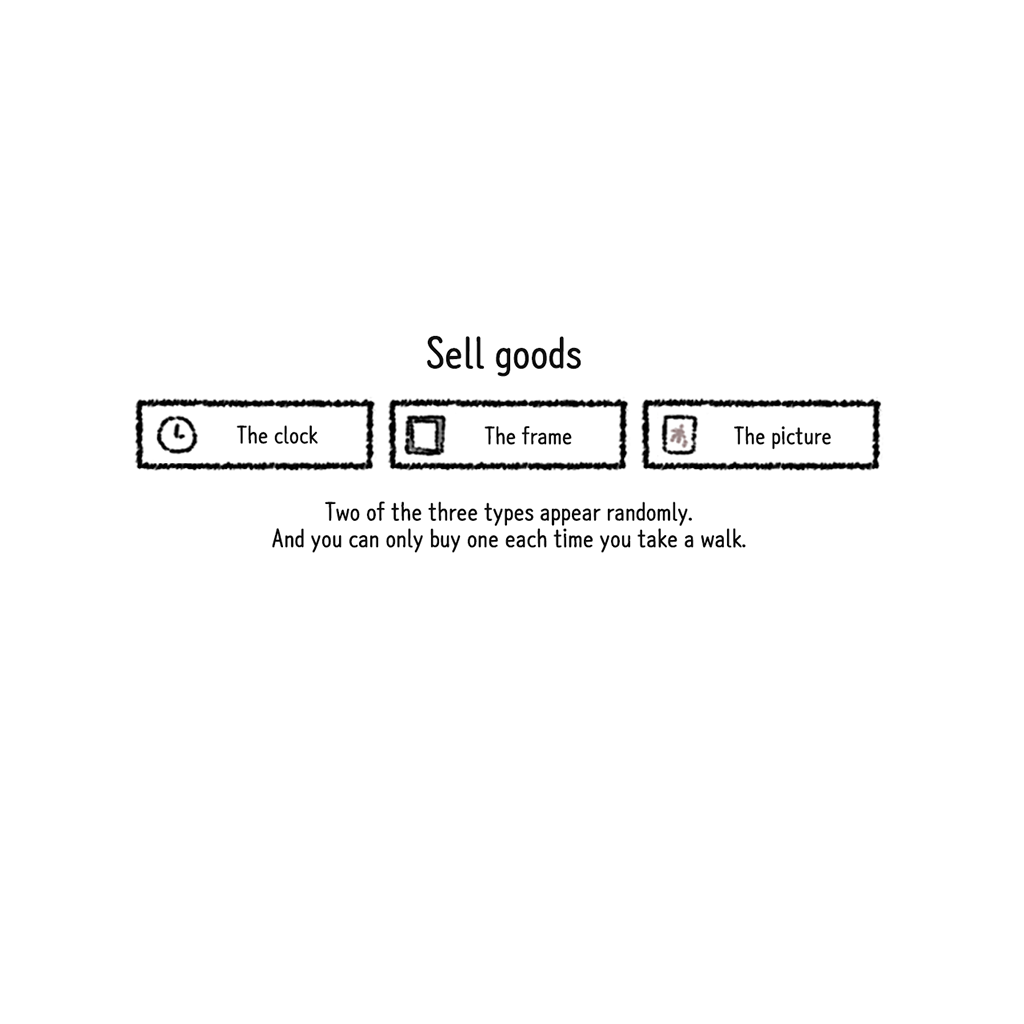 Sell goods
The clock
The frame
The picture
Two of the three types appear randomly.
And you can only buy one each time you take a walk.